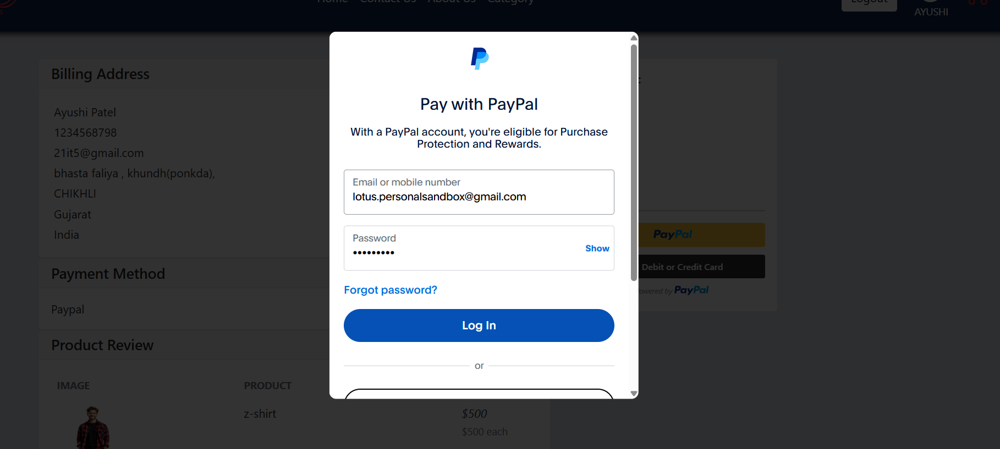 Home Contact Us About Us Category
Logout
AYUSHI
Billing Address
Ayushi Patel
1234568798
21it5@gmail.com
bhasta faliya , khundh(ponkda),
CHIKHLI
Gujarat
India
Payment Method
Paypal
Product Review
IMAGE PRODUCT
z-shirt $500
$500 each
Pay with PayPal
With a PayPal account, you're eligible for Purchase
Protection and Rewards.
Email or mobile number
lotus.personalsandbox@gmail.com
Password
•••••••••
Show
Forgot password?
Log In
or
PayPal
Debit or Credit Card
by PayPal